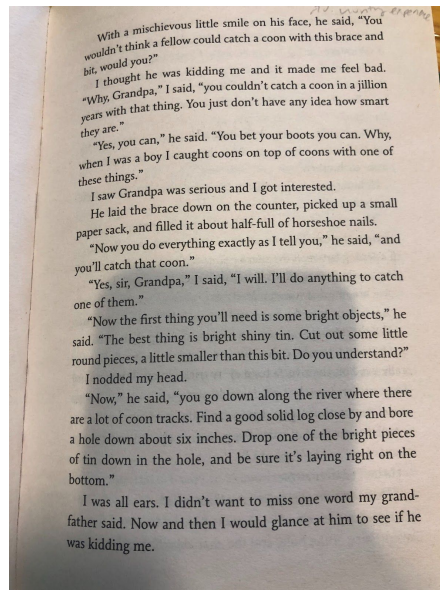 With a mischievous little smile on his face, he said, “You
wouldn’t think a fellow could catch a coon with this brace and
bit, would you?”
I thought he was kidding me and it made me feel bad.
“Why, Grandpa,” I said, “you couldn’t catch a coon in a jillion
years with that thing. You just don’t have any idea how smart
they are.”
“Yes, you can,” he said. “You bet your boots you can. Why,
when I was a boy I caught coons on top of coons with one of
these things.”
I saw Grandpa was serious and I got interested.
He laid the brace down on the counter, picked up a small
paper sack, and filled it about half-full of horseshoe nails.
“Now you do everything exactly as I tell you,” he said, “and
you’ll catch that coon.”
“Yes, sir, Grandpa,” I said, “I will. I’ll do anything to catch
one of them.”
“Now the first thing you’ll need is some bright objects,” he
said. “The best thing is bright shiny tin. Cut out some little
round pieces, a little smaller than this bit. Do you understand?”
I nodded my head.
“Now,” he said, “you go down along the river where there
are a lot of coon tracks. Find a good solid log close by and bore
a hole down about six inches. Drop one of the bright pieces
of tin down in the hole, and be sure it’s laying right on the
bottom.”
I was all ears. I didn’t want to miss one word my grand-
father said. Now and then I would glance at him to see if he
was kidding me.